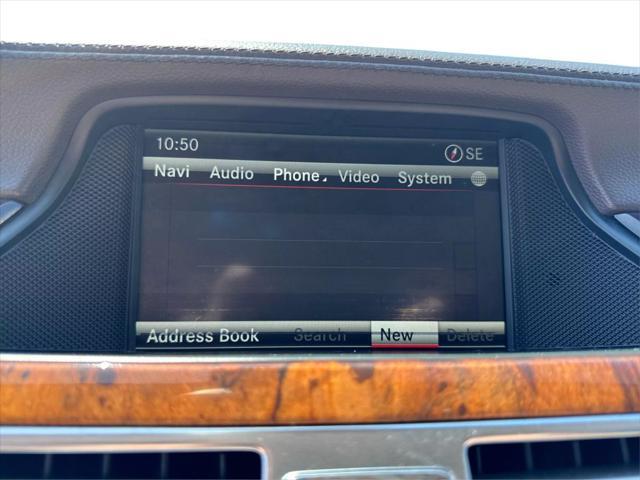 10:50 SE
Navi Audio Phone Video System
Address Book Search New Delete